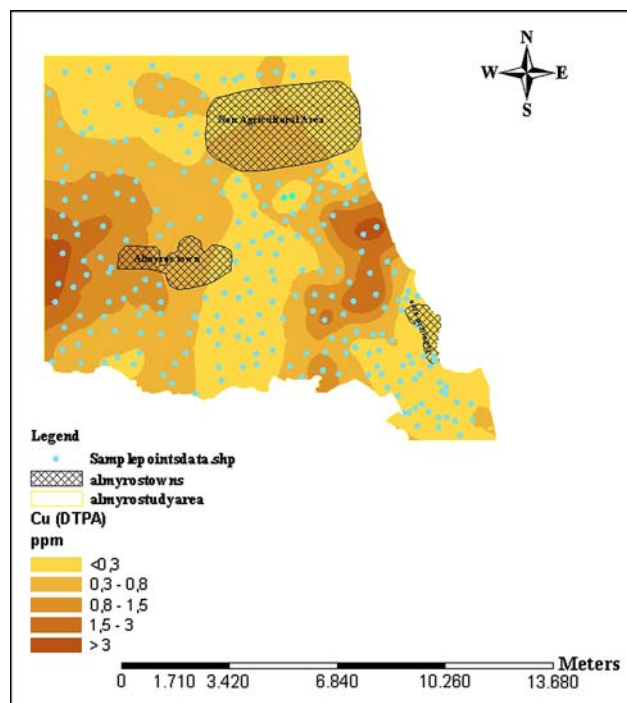 N
W E
S
Non Agricultural Area
Almyros town
Legend
Samplepointsdata.shp
almyrostowns
almyrostudyarea
Cu (DTPA)
ppm
<0,3
0,3 - 0,8
0,8 - 1,5
1,5 - 3
>3
Meters
0 1.710 3.420 6.840 10.260 13.680